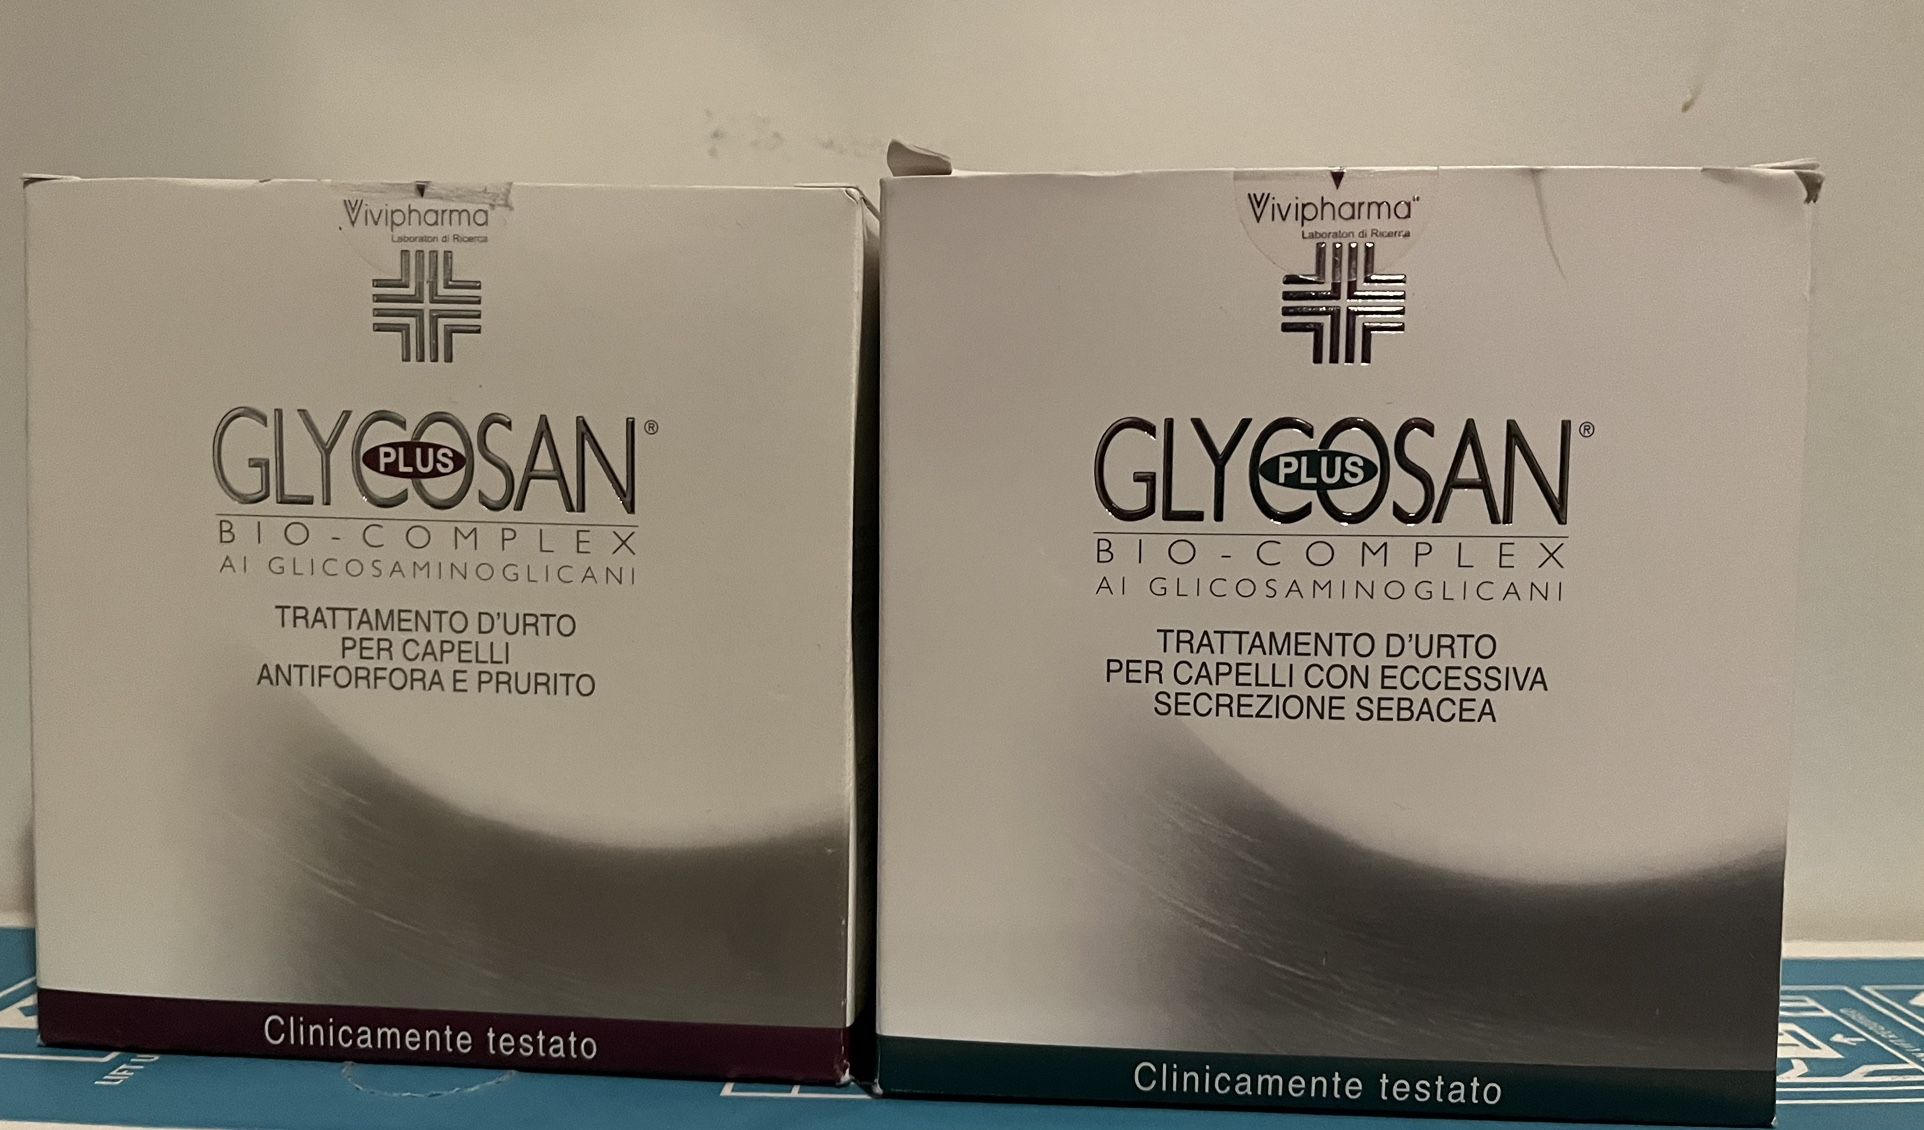 Vivipharma
Laboratori di Ricerca
GLYCOSAN®
PLUS
BIO-COMPLEX
AI GLICOSAMINOGLICANI
TRATTAMENTO D'URTO
PER CAPELLI
ANTIFORFORA E PRURITO
Clinicamente testato
Vivipharma
Laboratori di Ricerca
GLYCOSAN®
PLUS
BIO-COMPLEX
AI GLICOSAMINOGLICANI
TRATTAMENTO D'URTO
PER CAPELLI CON ECCESSIVA
SECREZIONE SEBACEA
Clinicamente testato
LIFT